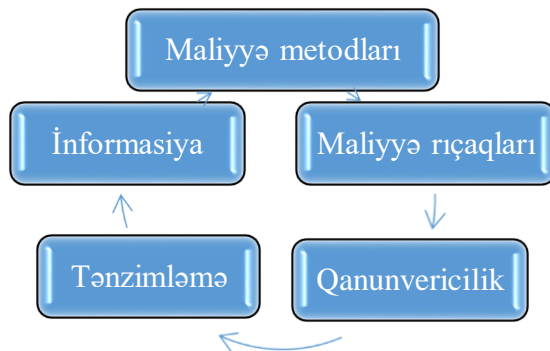 Maliyyə metodları
İnformasiya
Maliyyə rıçaqları
Tənzimləmə
Qanunvericilik